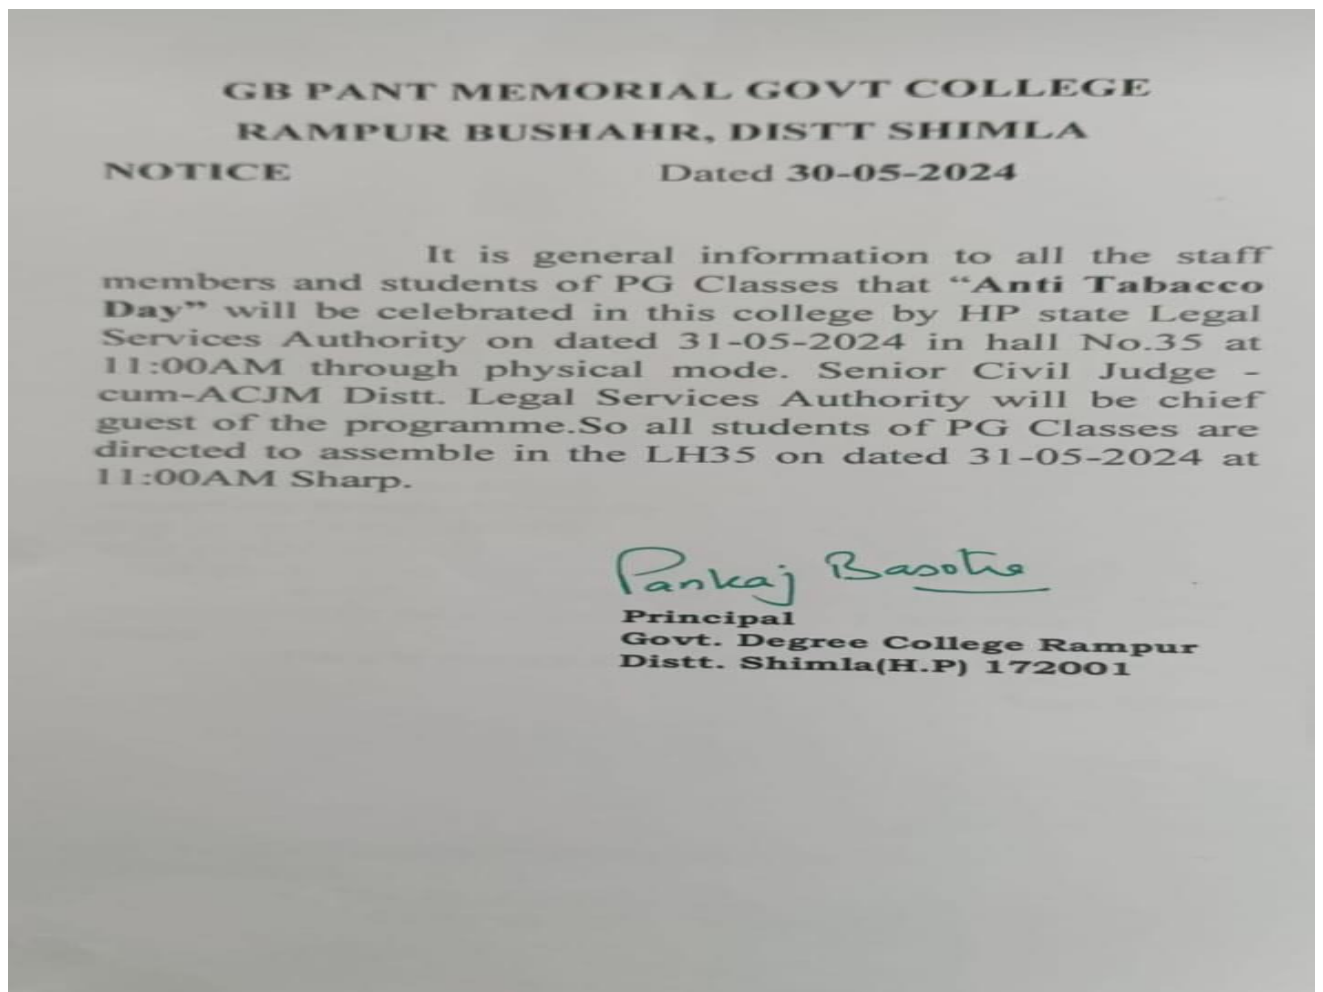 GB PANT MEMORIAL GOVT COLLEGE
RAMPUR BUSHAHR, DISTT SHIMLA
NOTICE Dated 30-05-2024
It is general information to all the staff
members and students of PG Classes that “Anti Tabacco
Day” will be celebrated in this college by HP state Legal
Services Authority on dated 31-05-2024 in hall No.35 at
11:00AM through physical mode. Senior Civil Judge -
cum-ACJM Distt. Legal Services Authority will be chief
guest of the programme.So all students of PG Classes are
directed to assemble in the LH35 on dated 31-05-2024 at
11:00AM Sharp.
Pankaj Basotia
Principal
Govt. Degree College Rampur
Distt. Shimla(H.P) 172001